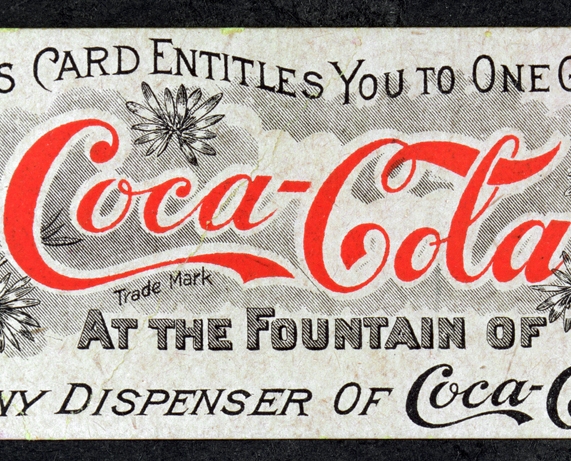 S CARD ENTITLES YOU TO ONE G
Coca-Cola
Trade Mark
AT THE FOUNTAIN OF
NY DISPENSER OF Coca-C